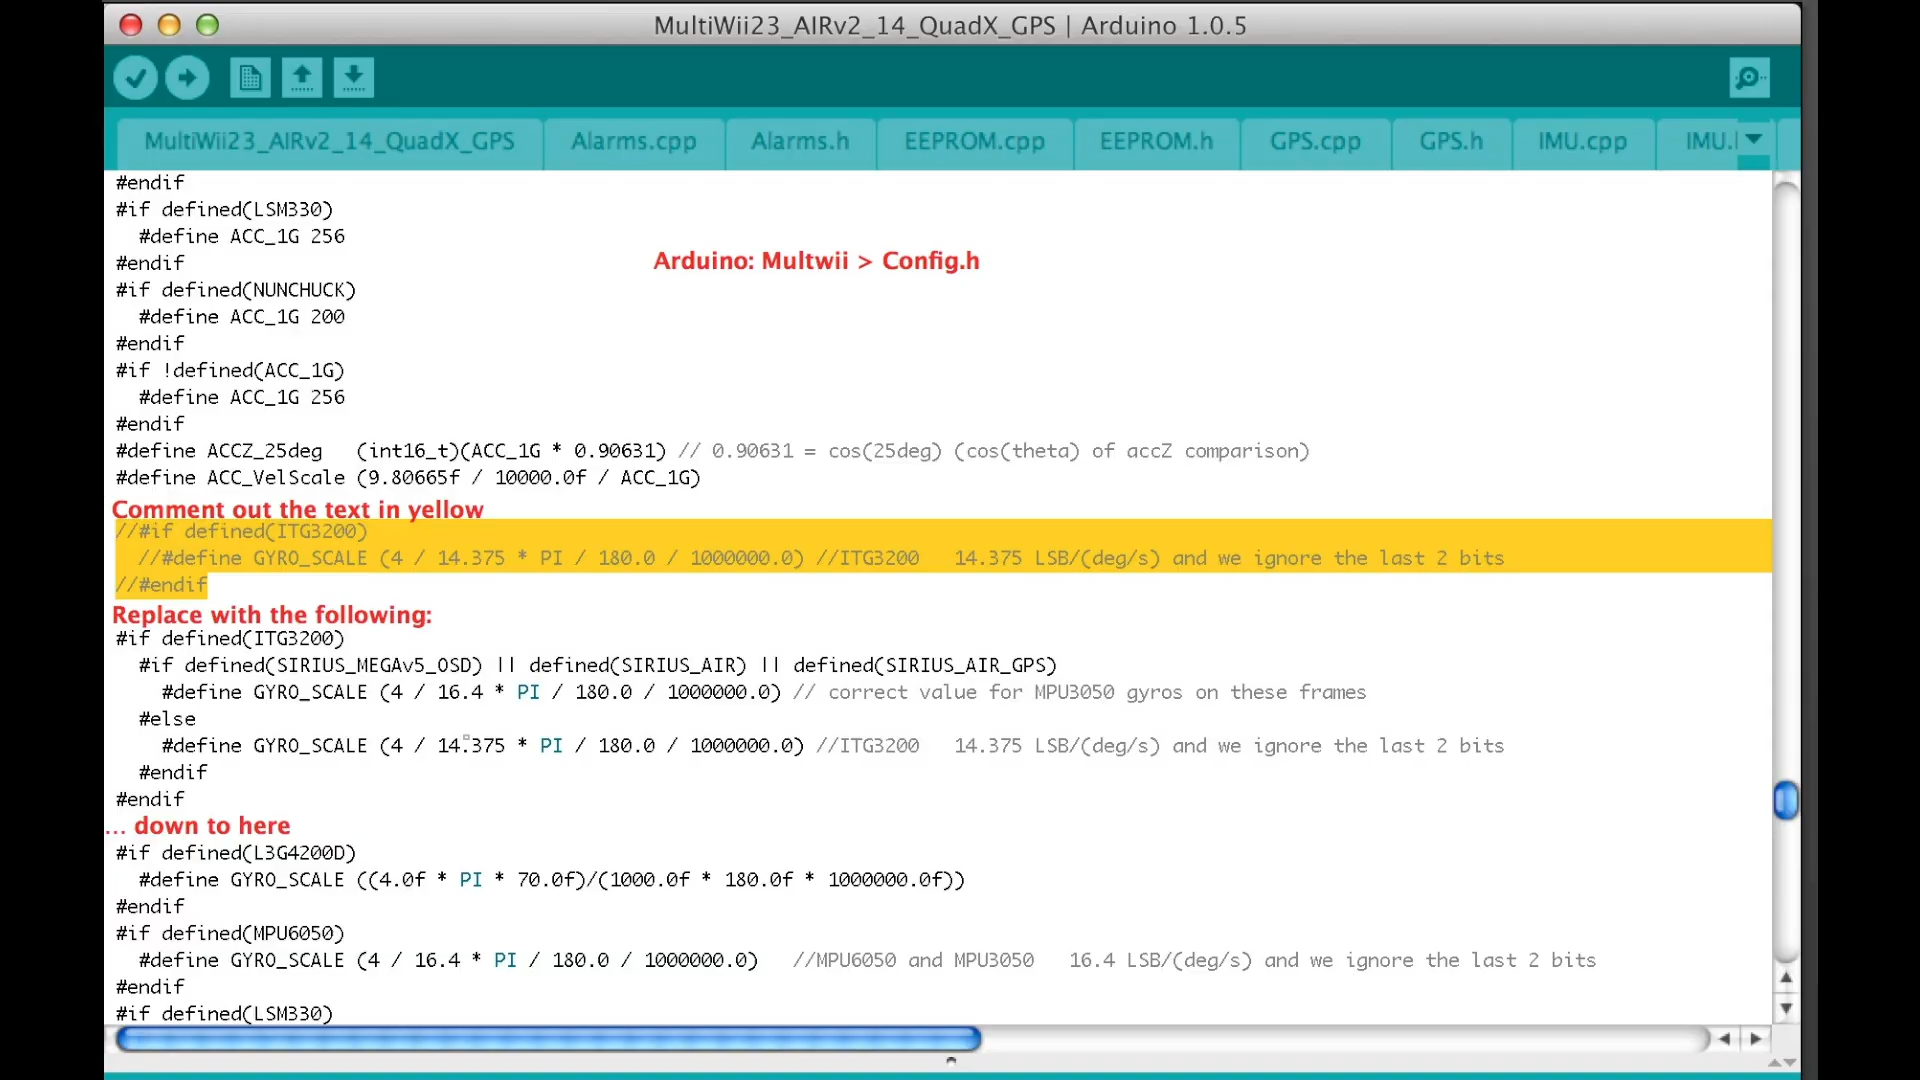 MultiWii23_AIRv2_14_QuadX_GPS | Arduino 1.0.5
MultiWii23_AIRv2_14_QuadX_GPS Alarms.cpp Alarms.h EEPROM.cpp EEPROM.h GPS.cpp GPS.h IMU.cpp IMU.
#endif
#if defined(LSM330)
#define ACC_1G 256
#endif
Arduino: Multwii > Config.h
#if defined(NUNCHUCK)
#define ACC_1G 200
#endif
#if !defined(ACC_1G)
#define ACC_1G 256
#endif
#define ACCZ_25deg (int16_t)(ACC_1G * 0.90631) // 0.90631 = cos(25deg) (cos(theta) of accZ comparison)
#define ACC_VelScale (9.80665f / 10000.0f / ACC_1G)
Comment out the text in yellow
//#if defined(ITG3200)
//#define GYRO_SCALE (4 / 14.375 * PI / 180.0 / 1000000.0) //ITG3200 14.375 LSB/(deg/s) and we ignore the last 2 bits
//#endif
Replace with the following:
#if defined(ITG3200)
#if defined(SIRIUS_MEGAv5_OSD) || defined(SIRIUS_AIR) || defined(SIRIUS_AIR_GPS)
#define GYRO_SCALE (4 / 16.4 * PI / 180.0 / 1000000.0) // correct value for MPU3050 gyros on these frames
#else
#define GYRO_SCALE (4 / 14.375 * PI / 180.0 / 1000000.0) //ITG3200 14.375 LSB/(deg/s) and we ignore the last 2 bits
#endif
#endif
... down to here
#if defined(L3G4200D)
#define GYRO_SCALE ((4.0f * PI * 70.0f)/(1000.0f * 180.0f * 1000000.0f))
#endif
#if defined(MPU6050)
#define GYRO_SCALE (4 / 16.4 * PI / 180.0 / 1000000.0) //MPU6050 and MPU3050 16.4 LSB/(deg/s) and we ignore the last 2 bits
#endif
#if defined(LSM330)